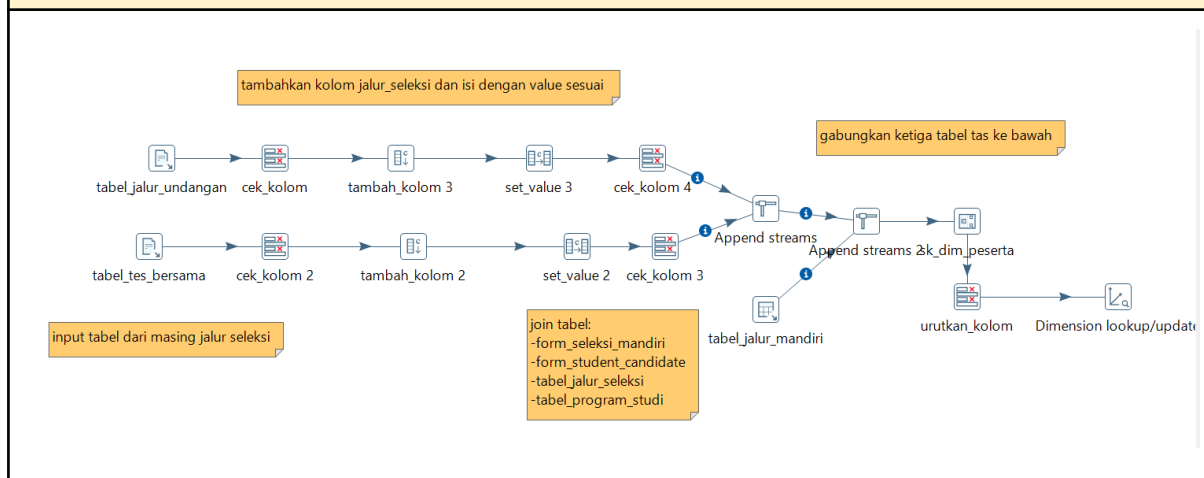 tambahkan kolom jalur_seleksi dan isi dengan value sesuai
gabungkan ketiga tabel tas ke bawah
tabel_jalur_undangan
cek_kolom
tambah_kolom 3
set_value 3
cek_kolom 4
Append streams
Append streams 2
sk_dim_peserta
tabel_tes_bersama
cek_kolom 2
tambah_kolom 2
set_value 2
cek_kolom 3
tabel_jalur_mandiri
urutkan_kolom
Dimension lookup/update
input tabel dari masing jalur seleksi
join tabel:
-form_seleksi_mandiri
-form_student_candidate
-tabel_jalur_seleksi
-tabel_program_studi